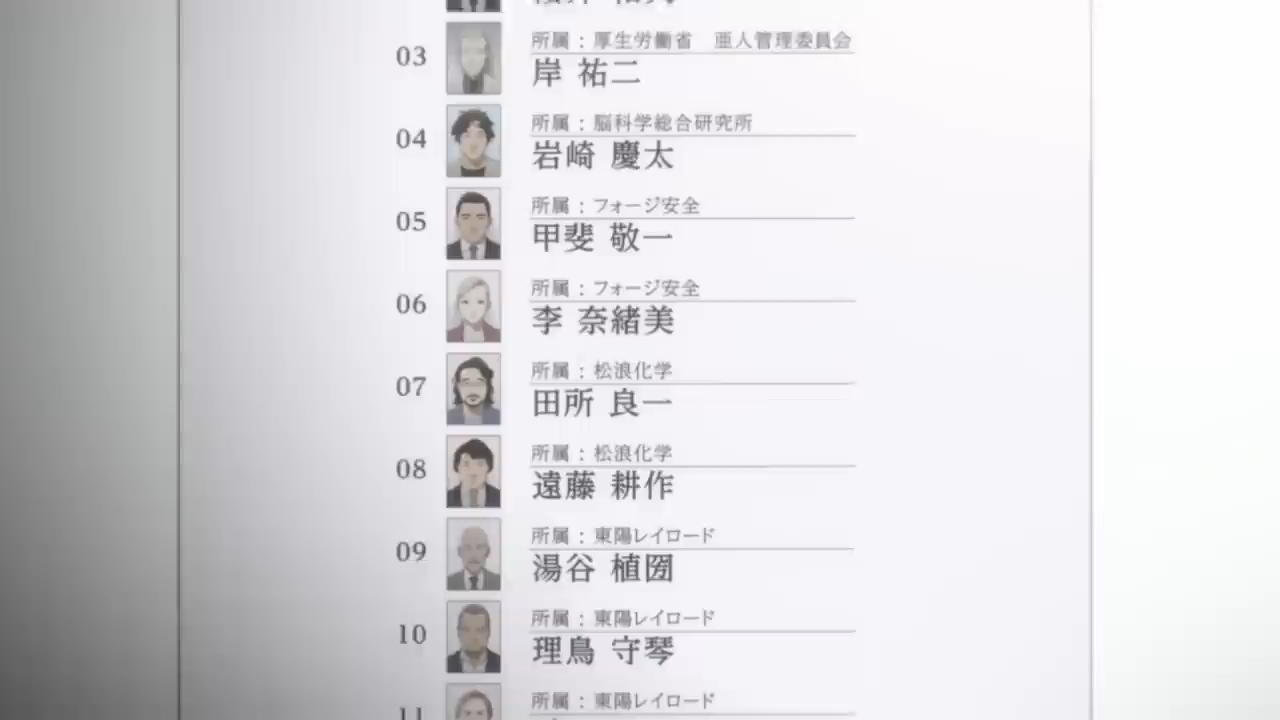 03
所属：厚生労働省　亜人管理委員会
岸 祐二
04
所属：脳科学総合研究所
岩崎 慶太
05
所属：フォージ安全
甲斐 敬一
06
所属：フォージ安全
李 奈緒美
07
所属：松浪化学
田所 良一
08
所属：松浪化学
遠藤 耕作
09
所属：東陽レイロード
湯谷 植圀
10
所属：東陽レイロード
理鳥 守琴
11
所属：東陽レイロード